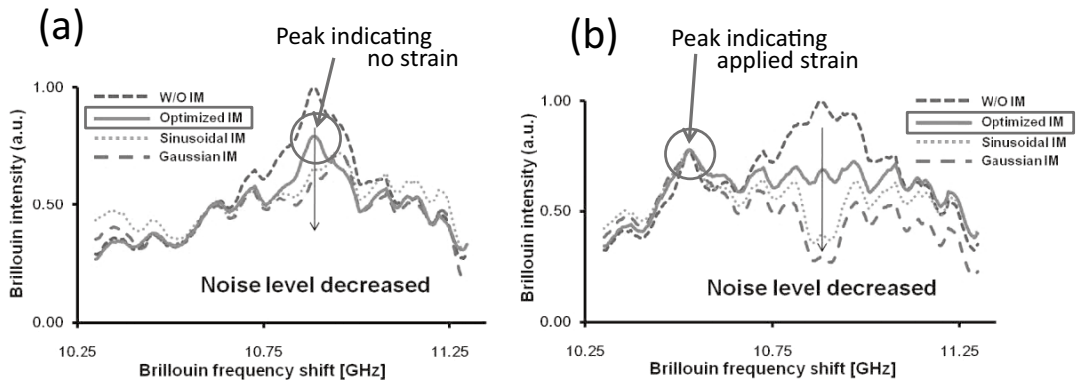 (a)
Peak indicating
no strain
1.00
0.50
0.00
Brillouin intensity (a.u.)
W/O IM
Optimized IM
Sinusoidal IM
Gaussian IM
Noise level decreased
10.25
10.75
11.25
Brillouin frequency shift [GHz]
(b)
Peak indicating
applied strain
1.00
0.50
0.00
Brillouin intensity (a.u.)
W/O IM
Optimized IM
Sinusoidal IM
Gaussian IM
Noise level decreased
10.25
10.75
11.25
Brillouin frequency shift [GHz]